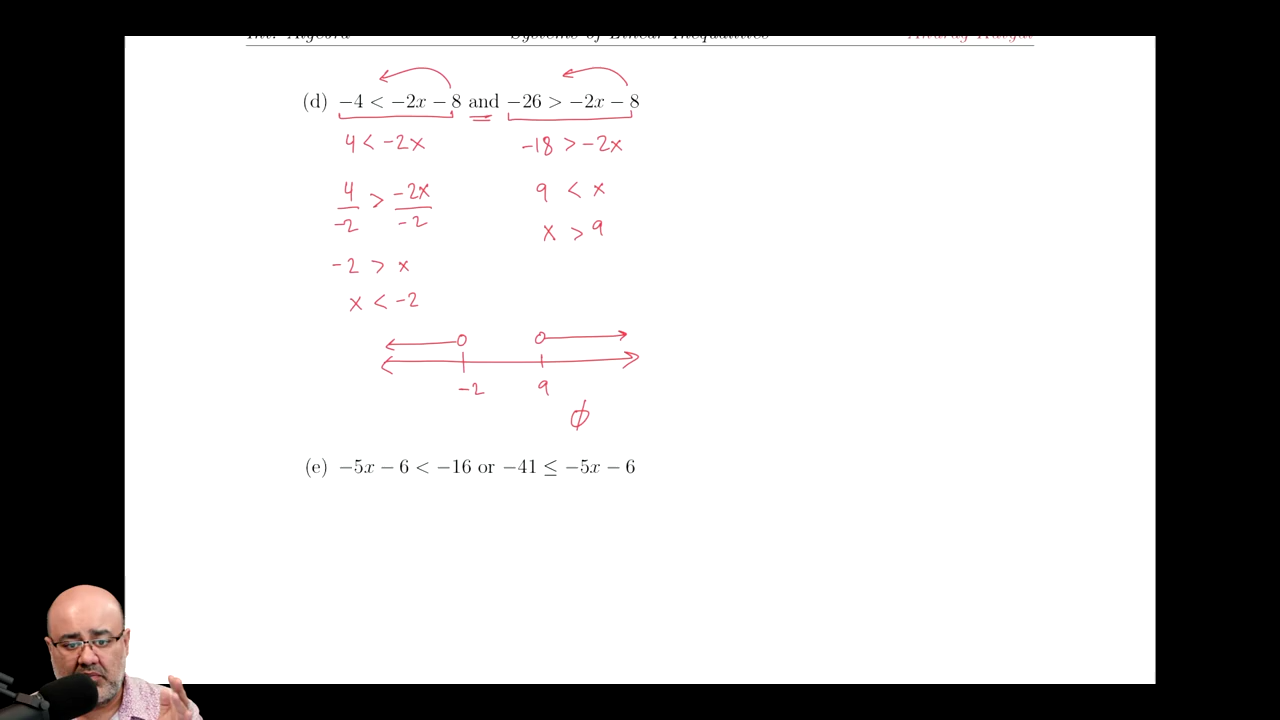 (d) −4 < −2x − 8 and −26 > −2x − 8
4 < -2x
-18 > -2x
4/-2 > -2x/-2
9 < x
x > 9
-2 > x
x < -2
-2 9
∅
(e) −5x − 6 < −16 or −41 ≤ −5x − 6